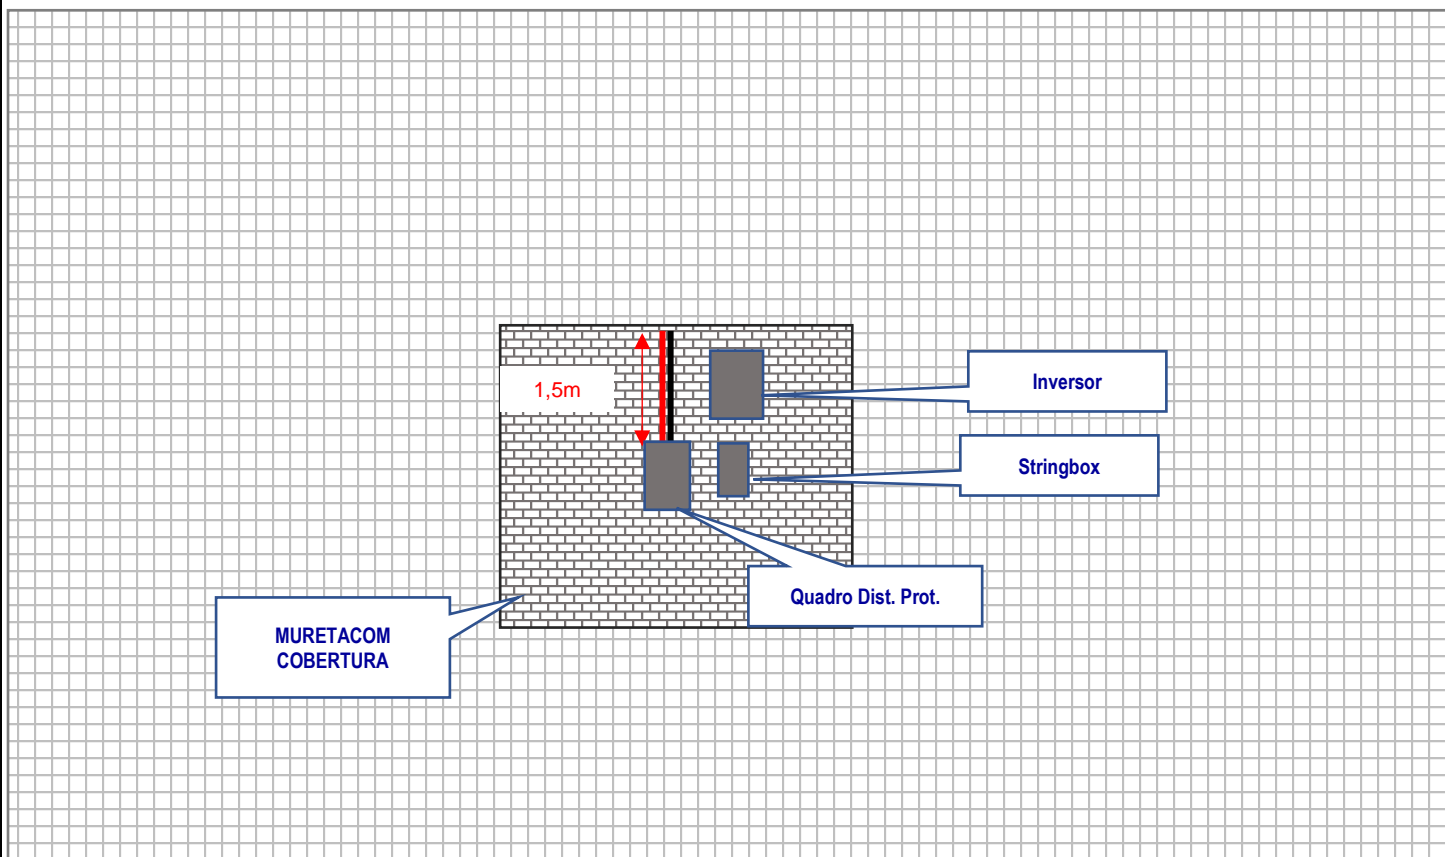 1,5m
Inversor
Stringbox
Quadro Dist. Prot.
MURETACOM
COBERTURA